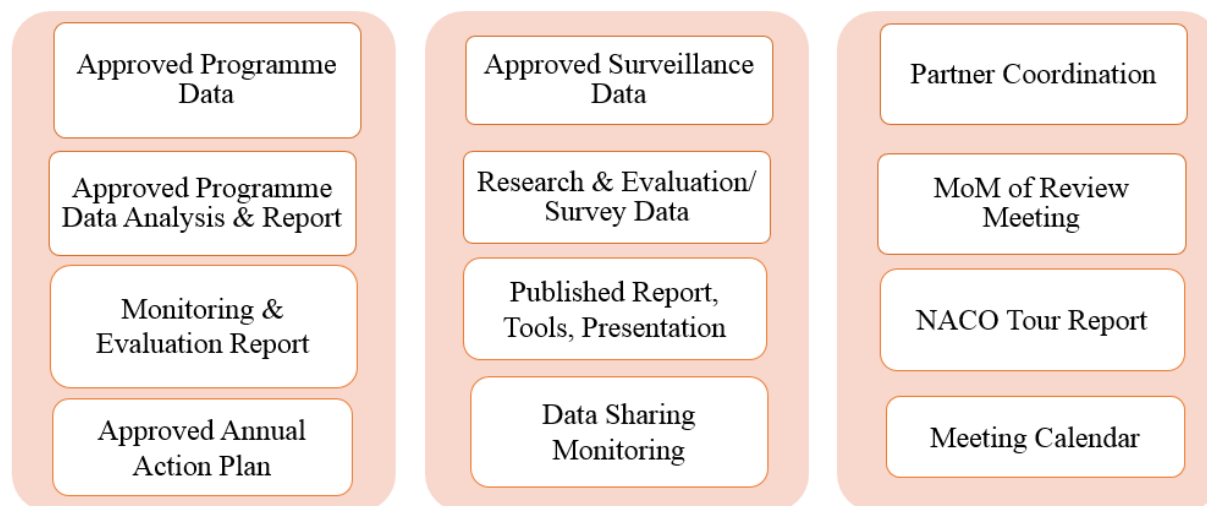 Approved Programme
Data
Approved Programme
Data Analysis & Report
Monitoring &
Evaluation Report
Approved Annual
Action Plan
Approved Surveillance
Data
Research & Evaluation/
Survey Data
Published Report,
Tools, Presentation
Data Sharing
Monitoring
Partner Coordination
MoM of Review
Meeting
NACO Tour Report
Meeting Calendar